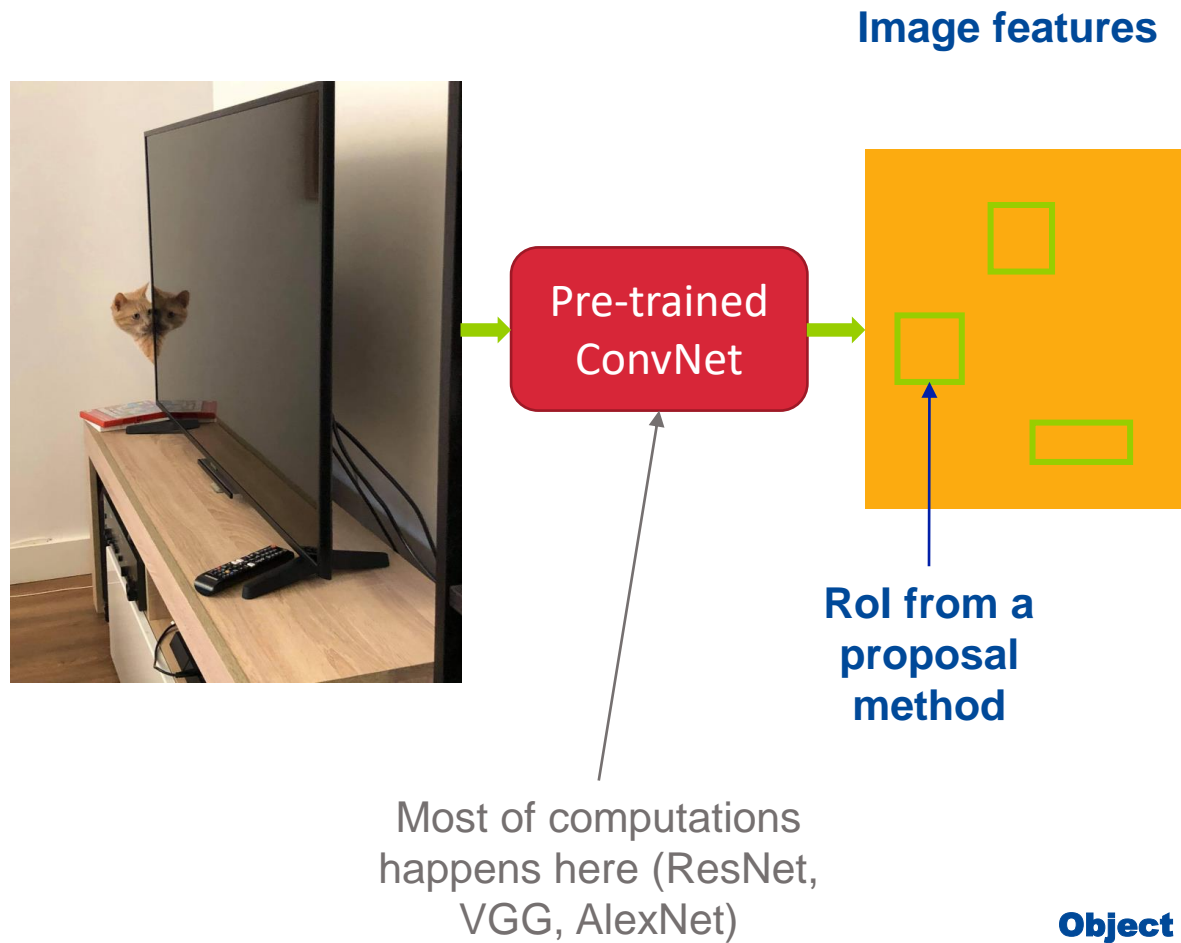 Image features
Pre-trained
ConvNet
RoI from a
proposal
method
Most of computations
happens here (ResNet,
VGG, AlexNet)
Object